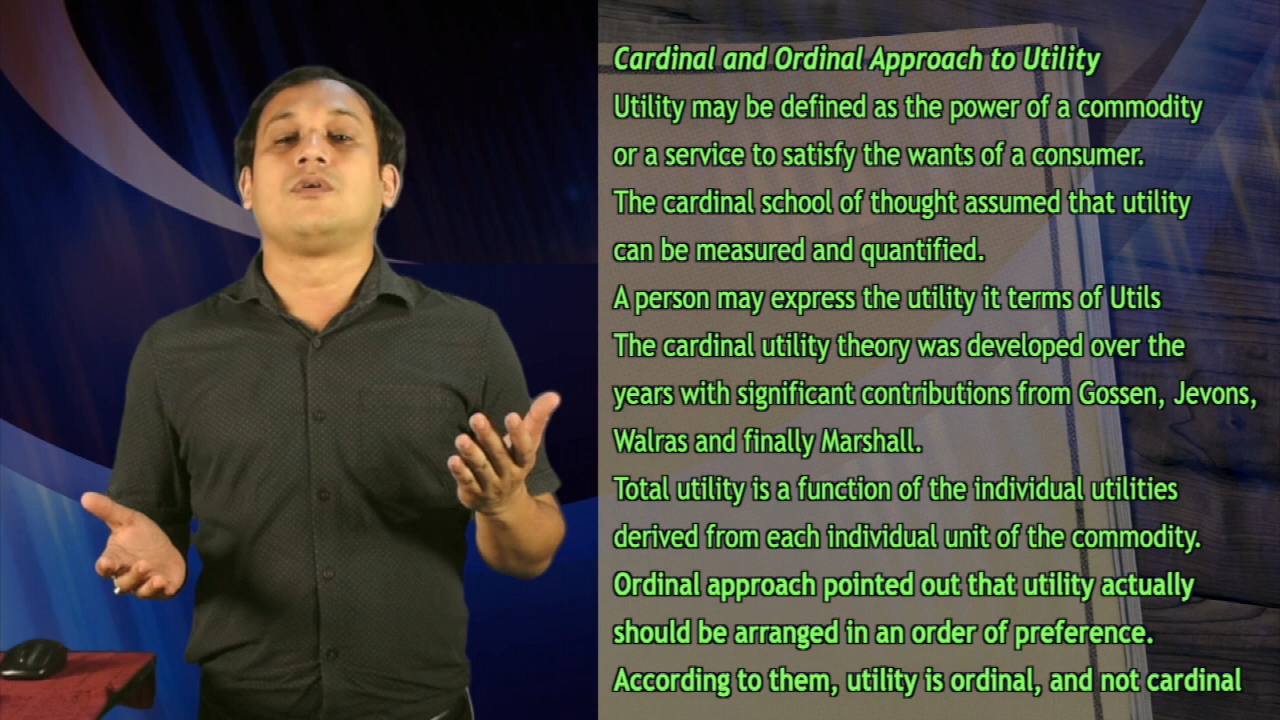 Cardinal and Ordinal Approach to Utility
Utility may be defined as the power of a commodity
or a service to satisfy the wants of a consumer.
The cardinal school of thought assumed that utility
can be measured and quantified.
A person may express the utility it terms of Utils
The cardinal utility theory was developed over the
years with significant contributions from Gossen, Jevons,
Walras and finally Marshall.
Total utility is a function of the individual utilities
derived from each individual unit of the commodity.
Ordinal approach pointed out that utility actually
should be arranged in an order of preference.
According to them, utility is ordinal, and not cardinal